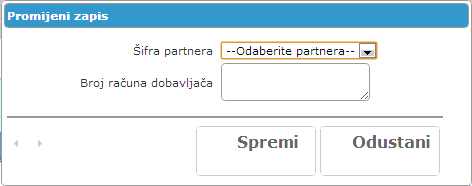 Promijeni zapis
Šifra partnera --Odaberite partnera--
Broj računa dobavljača
Spremi Odustani